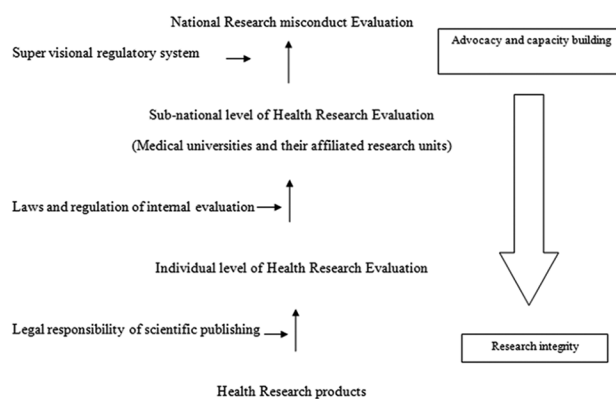 National Research misconduct Evaluation
Advocacy and capacity building
Super visional regulatory system
Sub-national level of Health Research Evaluation
(Medical universities and their affiliated research units)
Laws and regulation of internal evaluation
Individual level of Health Research Evaluation
Legal responsibility of scientific publishing
Research integrity
Health Research products